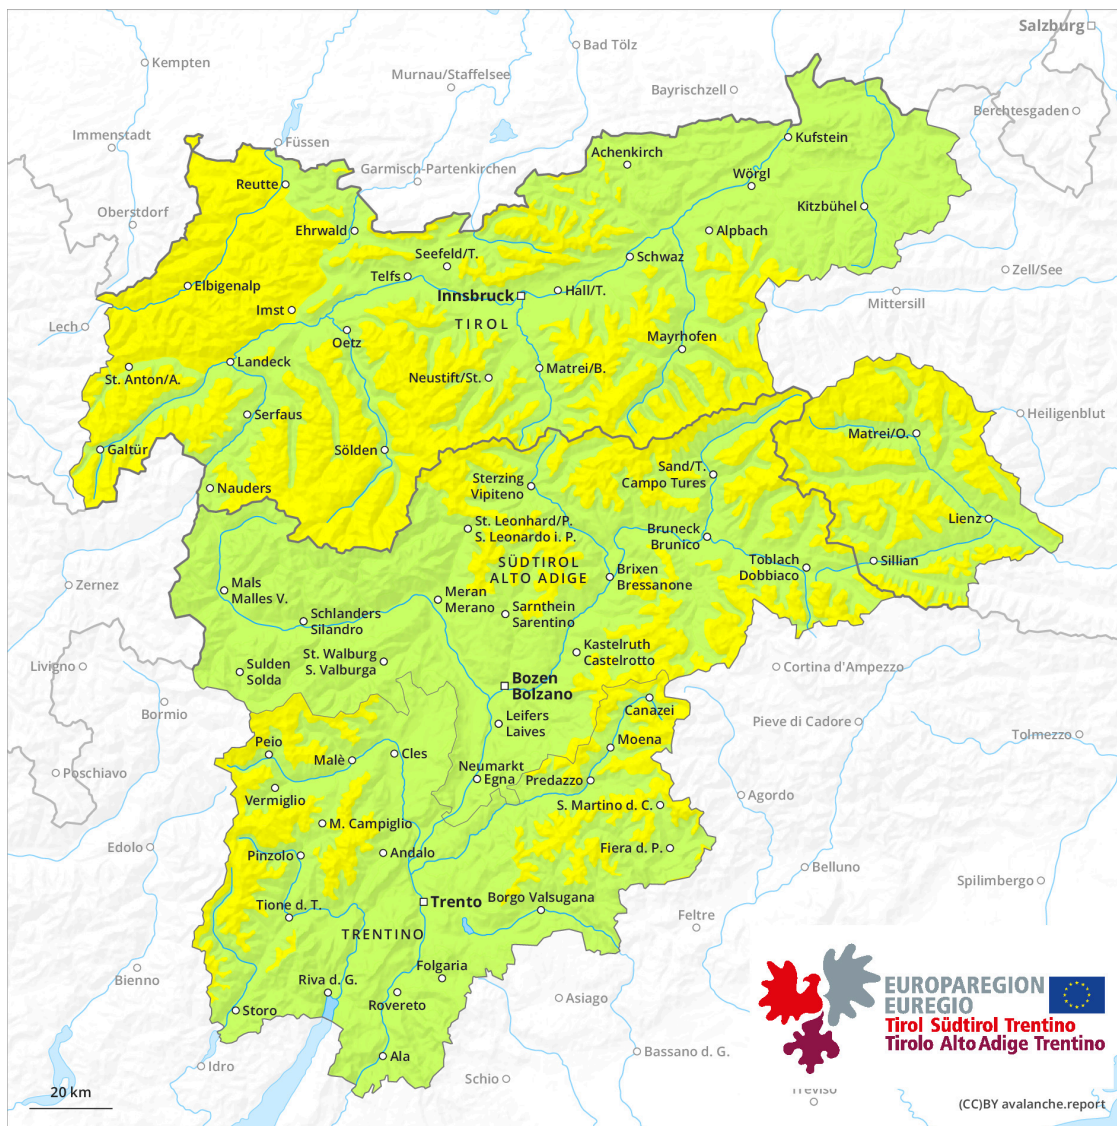 Salzburg
Bad Tölz
Kempten
Murnau/Staffelsee
Bayrischzell
Berchtesgaden
Immenstadt
Füssen
Kufstein
Achenkirch
Garmisch-Partenkirchen
Wörgl
Reutte
Oberstdorf
Kitzbühel
Ehrwald
Alpbach
Seefeld/T.
Schwaz
Zell/See
Telfs
Elbigenalp
Innsbruck
Hall/T.
Mittersill
Imst
TIROL
Lech
Oetz
Mayrhofen
Landeck
Matrei/B.
St. Anton/A.
Neustift/St.
Serfaus
Heiligenblut
Matrei/O.
Galtür
Sölden
Sand/T.
Campo Tures
Sterzing
Vipiteno
Nauders
Lienz
St. Leonhard/P.
S. Leonardo i. P.
Bruneck
Brunico
SÜDTIROL
ALTO ADIGE
Toblach
Dobbiaco
Sillian
Brixen
Bressanone
Zernez
Mals
Malles V.
Meran
Merano
Sarnthein
Sarentino
Schlanders
Silandro
Kastelruth
Castelrotto
St. Walburg
S. Valburga
Livigno
Sulden
Solda
Cortina d'Ampezzo
Bozen
Bolzano
Canazei
Bormio
Leifers
Laives
Pieve di Cadore
Moena
Tolmezzo
Peio
Cles
Malè
Poschiavo
Neumarkt
Egna
Predazzo
Vermiglio
Agordo
S. Martino d. C.
M. Campiglio
Edolo
Pinzolo
Andalo
Fiera d. P.
Belluno
Spilimbergo
Tione d. T.
Trento
Borgo Valsugana
Feltre
TRENTINO
Folgaria
Bienno
Riva d. G.
EUROPAREGION
EUREGIO
Tirol Südtirol Trentino
Tirolo Alto Adige Trentino
Asiago
Storo
Rovereto
Ala
Bassano d. G.
Idro
Schio
20 km
Treviso
(CC)BY avalanche.report